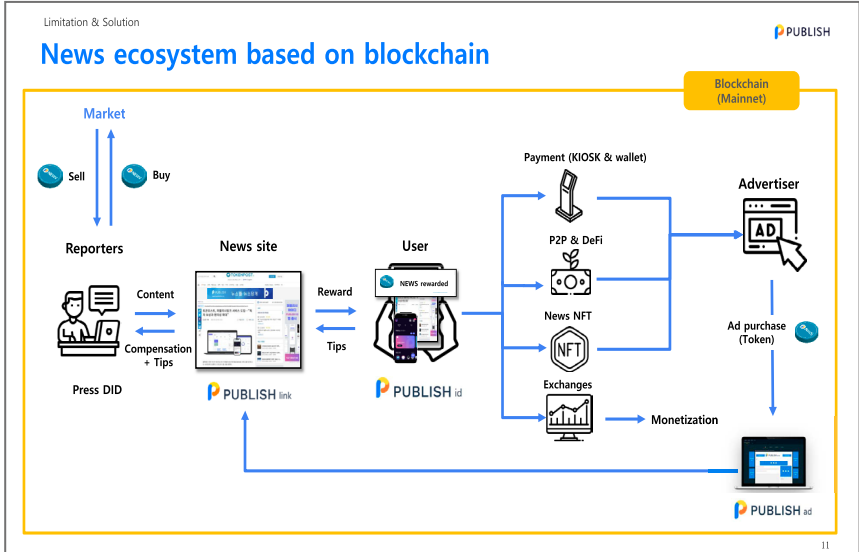 Limitation & Solution
PUBLISH
News ecosystem based on blockchain
Blockchain
(Mainnet)
Market
Sell
Buy
Payment (KIOSK & wallet)
Advertiser
AD
Reporters
News site
User
P2P & DeFi
NEWS rewarded
Content
Reward
News NFT
NFT
Ad purchase
(Token)
Compensation
+ Tips
Tips
Exchanges
Press DID
PUBLISH link
PUBLISH id
Monetization
PUBLISH ad
11